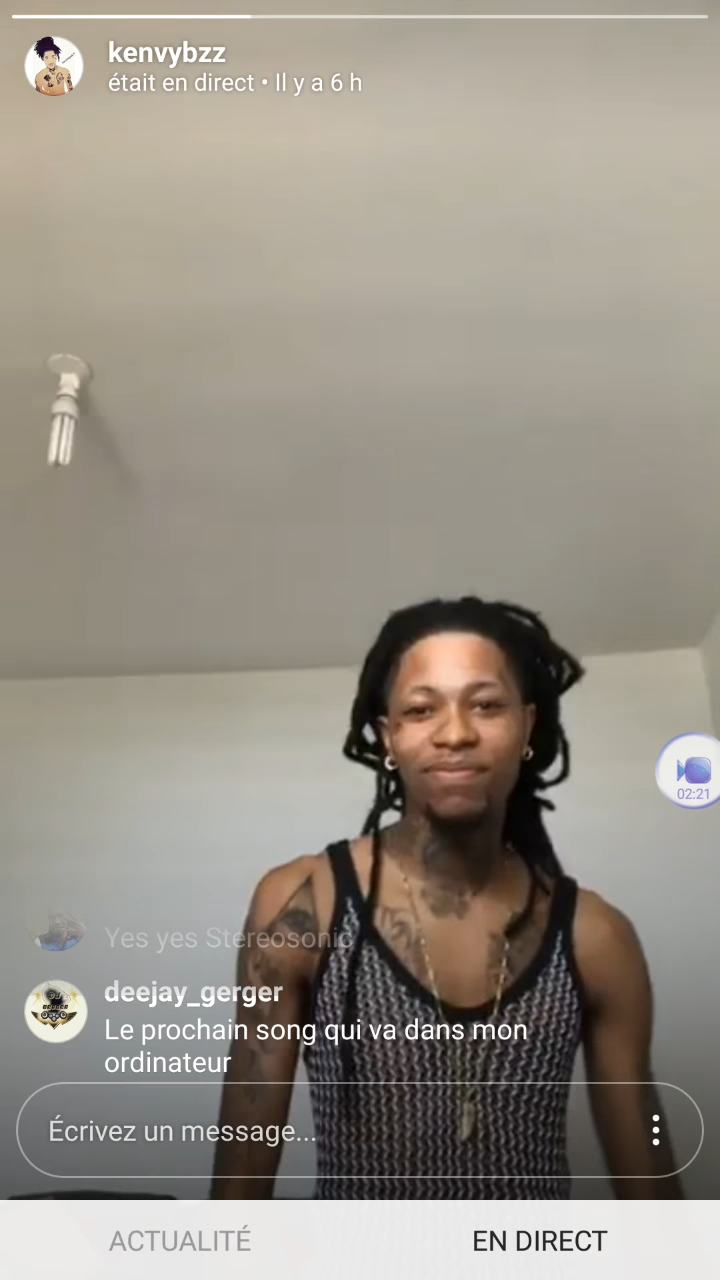 kenvybzz
était en direct • Il y a 6 h
02:21
Yes yes Stereosonic
deejay_gerger
Le prochain song qui va dans mon
ordinateur
Écrivez un message...
ACTUALITÉ
EN DIRECT